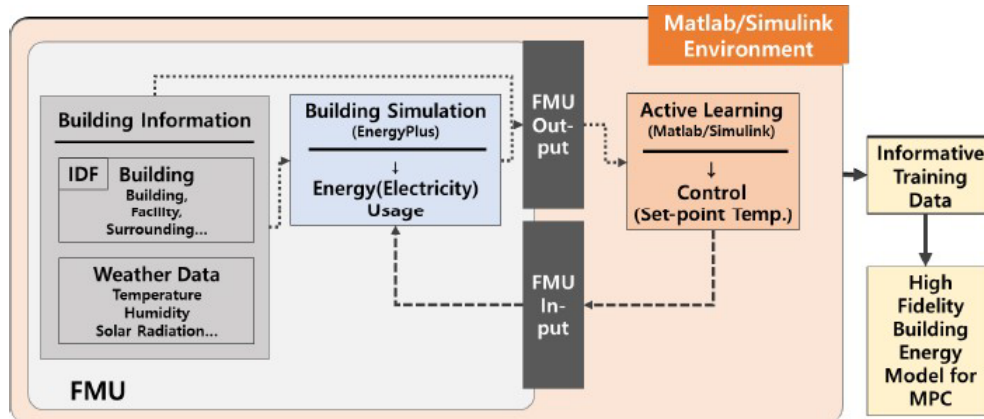 Matlab/Simulink
Environment
Building Information
IDF
Building
Building,
Facility,
Surrounding...
Weather Data
Temperature
Humidity
Solar Radiation...
FMU
Building Simulation
(EnergyPlus)
↓
Energy(Electricity)
Usage
FMU
Out-
put
FMU
In-
put
Active Learning
(Matlab/Simulink)
↓
Control
(Set-point Temp.)
Informative
Training
Data
High
Fidelity
Building
Energy
Model for
MPC